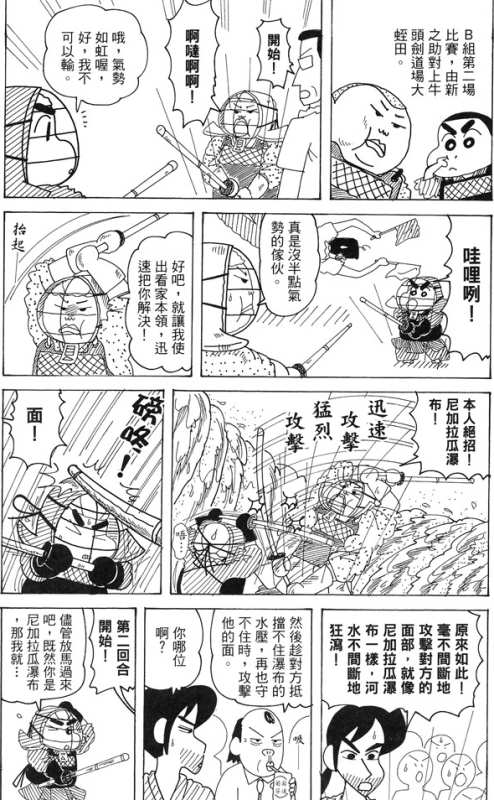 Ｂ組第二場
比賽，由新
之助對上牛
頭劍道場大
蛭田。
開始！
啊噠啊啊！
哦，氣勢
如虹喔，
好，我不
可以輸。
哇哩咧！
真是沒半點氣
勢的傢伙。
好吧，就讓我使
出看家本領，迅
速把你解決！
抬起
本人絕招！
尼加拉瓜瀑
布！
迅速
攻擊
猛烈
攻擊
唔…
啪！
面！
原來如此！
毫不間斷地
攻擊對方的
面部，就像
尼加拉瓜瀑
布一樣，河
水不間斷地
狂瀉！
然後趁對方抵
擋不住瀑布的
水壓，再也守
不住時，攻擊
他的面。
吸
你哪位
啊？
第二回合
開始！
儘管放馬過來
吧，既然你是
尼加拉瓜瀑布
，那我就…